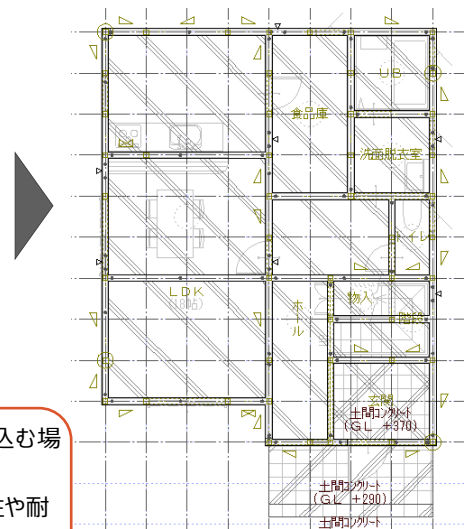 UB
食品庫
洗面脱衣室
トイレ
LDK
(18帖)
ホール
物入
階段
玄関
土間コンクリート
(GL +370)
土間コンクリート
(GL +290)
土間コンクリート
込む場
や耐